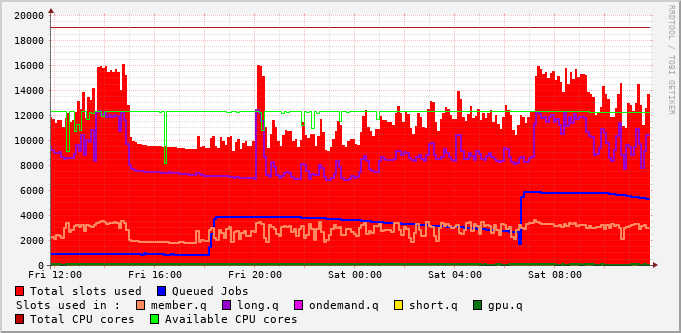 20000
18000
16000
14000
12000
10000
8000
6000
4000
2000
0
Fri 12:00 Fri 16:00 Fri 20:00 Sat 00:00 Sat 04:00 Sat 08:00
Total slots used Queued Jobs
Slots used in : member.q long.q ondemand.q short.q gpu.q
Total CPU cores Available CPU cores
RRDTOOL / TOBI OETIKER